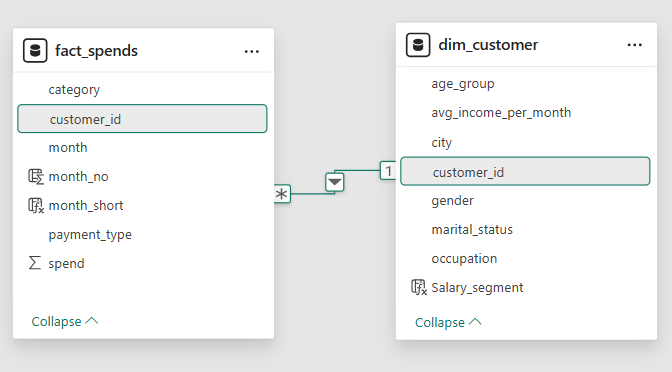 fact_spends
category
customer_id
month
month_no
month_short
payment_type
spend
Collapse
*
1
dim_customer
age_group
avg_income_per_month
city
customer_id
gender
marital_status
occupation
Salary_segment
Collapse